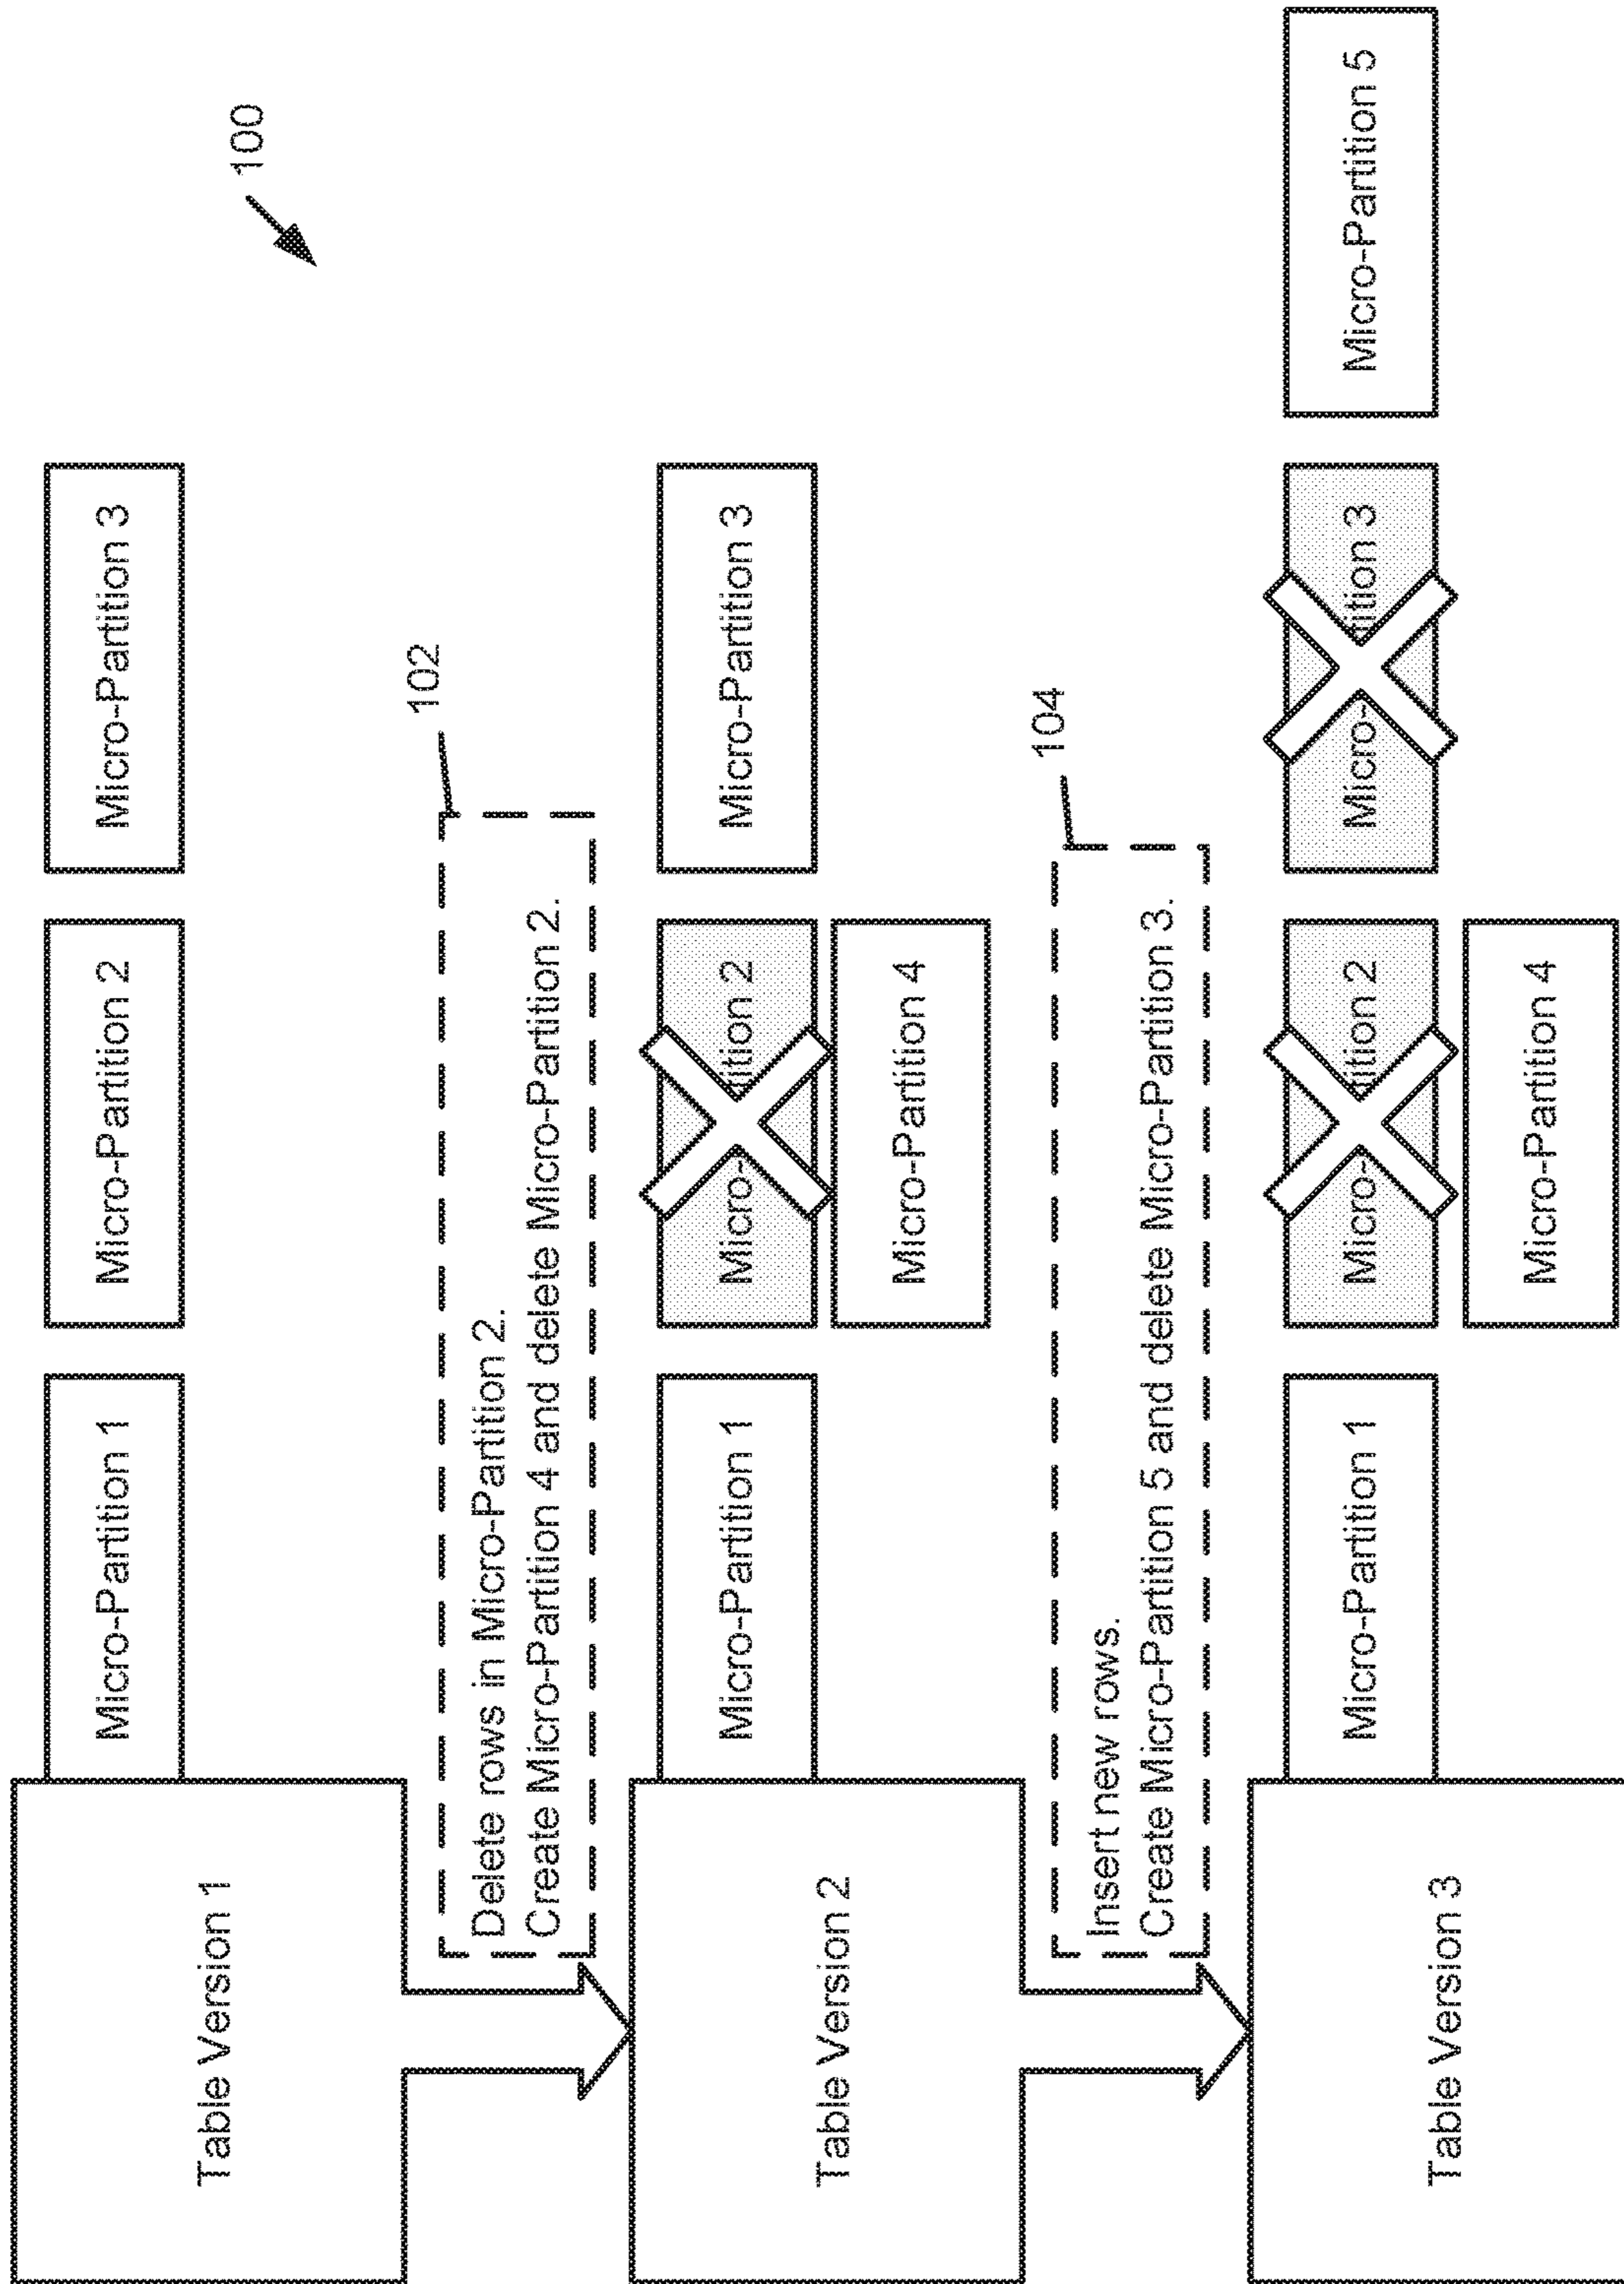 100
Table Version 1
Micro-Partition 1
Micro-Partition 2
Micro-Partition 3
102
Delete rows in Micro-Partition 2.
Create Micro-Partition 4 and delete Micro-Partition 2.
Table Version 2
Micro-Partition 1
Micro- ition 2
Micro-Partition 3
Micro-Partition 4
104
Insert new rows.
Create Micro-Partition 5 and delete Micro-Partition 3.
Table Version 3
Micro-Partition 1
Micro- ition 2
Micro- ition 3
Micro-Partition 5
Micro-Partition 4